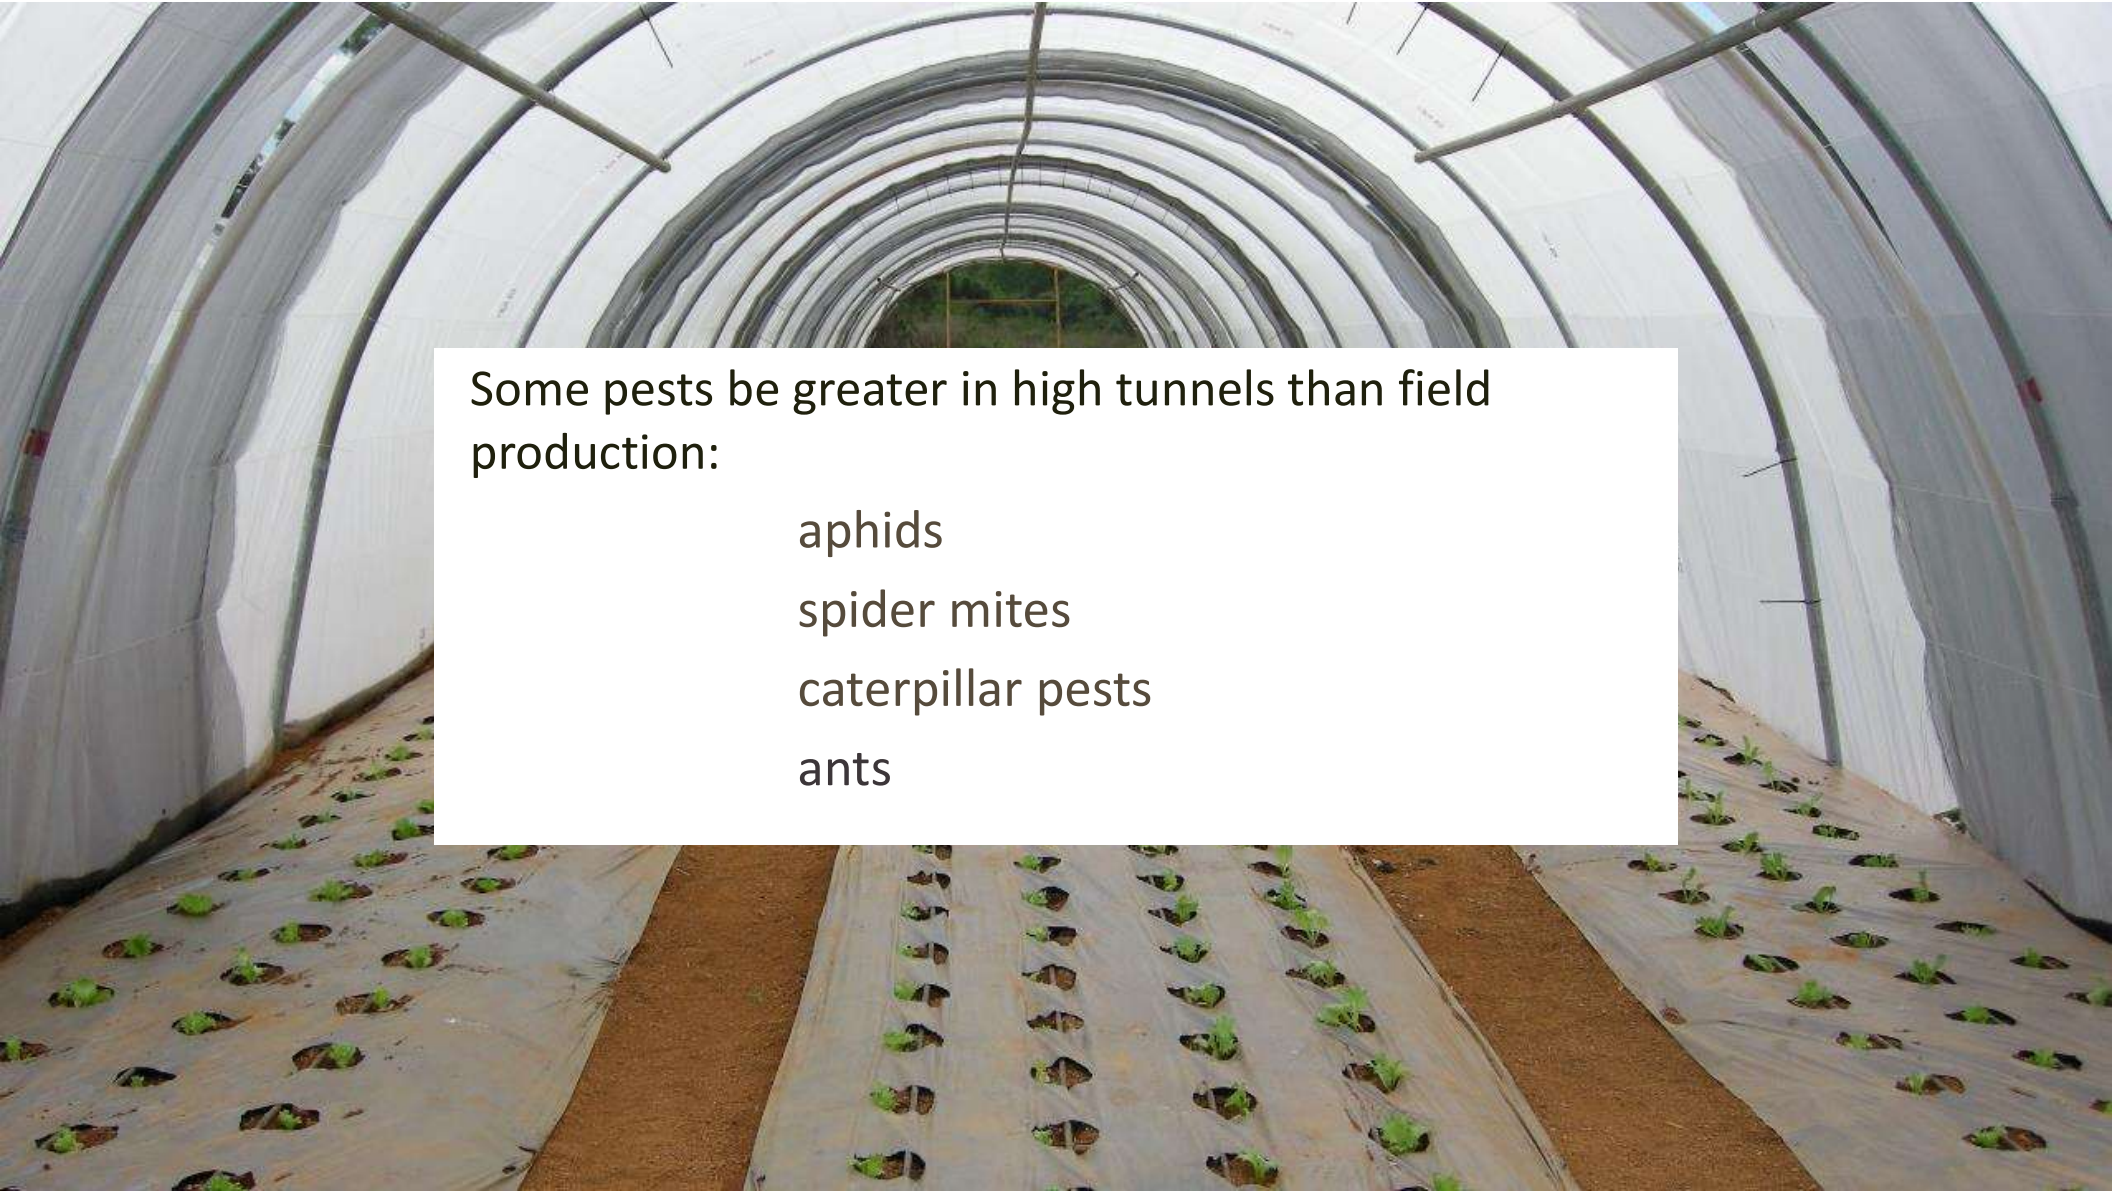 Some pests be greater in high tunnels than field
production:
aphids
spider mites
caterpillar pests
ants